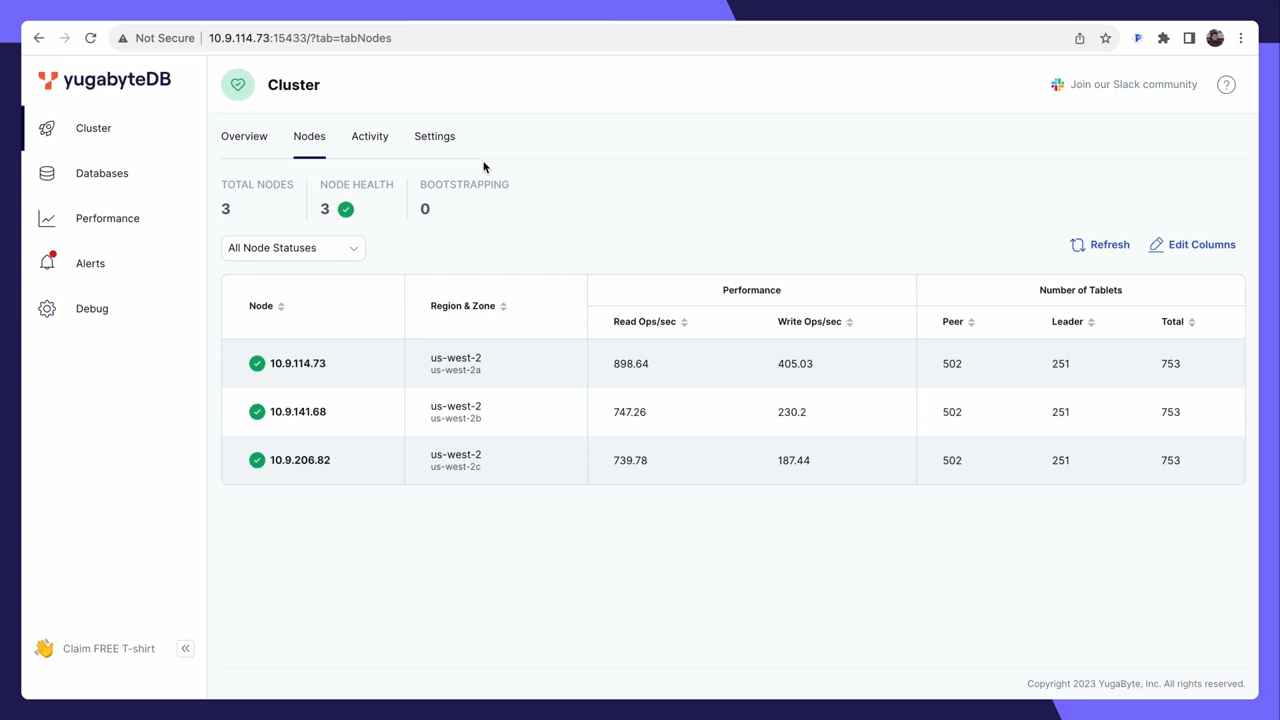 Not Secure 10.9.114.73:15433/?tab=tabNodes
yugabyteDB
Cluster
Databases
Performance
Alerts
Debug
Claim FREE T-shirt
Cluster
Join our Slack community
?
Overview Nodes Activity Settings
TOTAL NODES NODE HEALTH BOOTSTRAPPING
3 3 0
All Node Statuses
Refresh Edit Columns
Performance Number of Tablets
Node Region & Zone
Read Ops/sec Write Ops/sec Peer Leader Total
10.9.114.73 us-west-2 898.64 405.03 502 251 753
us-west-2a
10.9.141.68 us-west-2 747.26 230.2 502 251 753
us-west-2b
10.9.206.82 us-west-2 739.78 187.44 502 251 753
us-west-2c
Copyright 2023 YugaByte, Inc. All rights reserved.